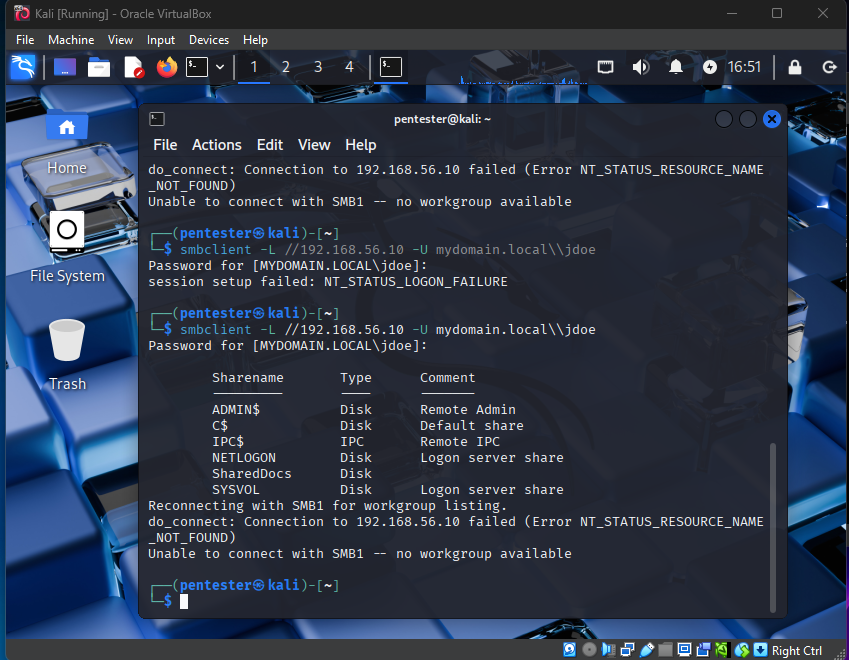 Kali [Running] - Oracle VirtualBox
File Machine View Input Devices Help
1 2 3 4 16:51
pentester@kali: ~
File Actions Edit View Help
Home
File System
Trash
do_connect: Connection to 192.168.56.10 failed (Error NT_STATUS_RESOURCE_NAME
_NOT_FOUND)
Unable to connect with SMB1 -- no workgroup available
┌──(pentester㉿kali)-[~]
└─$ smbclient -L //192.168.56.10 -U mydomain.local\\jdoe
Password for [MYDOMAIN.LOCAL\jdoe]:
session setup failed: NT_STATUS_LOGON_FAILURE
┌──(pentester㉿kali)-[~]
└─$ smbclient -L //192.168.56.10 -U mydomain.local\\jdoe
Password for [MYDOMAIN.LOCAL\jdoe]:
Sharename Type Comment
--------- ---- -------
ADMIN$ Disk Remote Admin
C$ Disk Default share
IPC$ IPC Remote IPC
NETLOGON Disk Logon server share
SharedDocs Disk
SYSVOL Disk Logon server share
Reconnecting with SMB1 for workgroup listing.
do_connect: Connection to 192.168.56.10 failed (Error NT_STATUS_RESOURCE_NAME
_NOT_FOUND)
Unable to connect with SMB1 -- no workgroup available
┌──(pentester㉿kali)-[~]
└─$
Right Ctrl